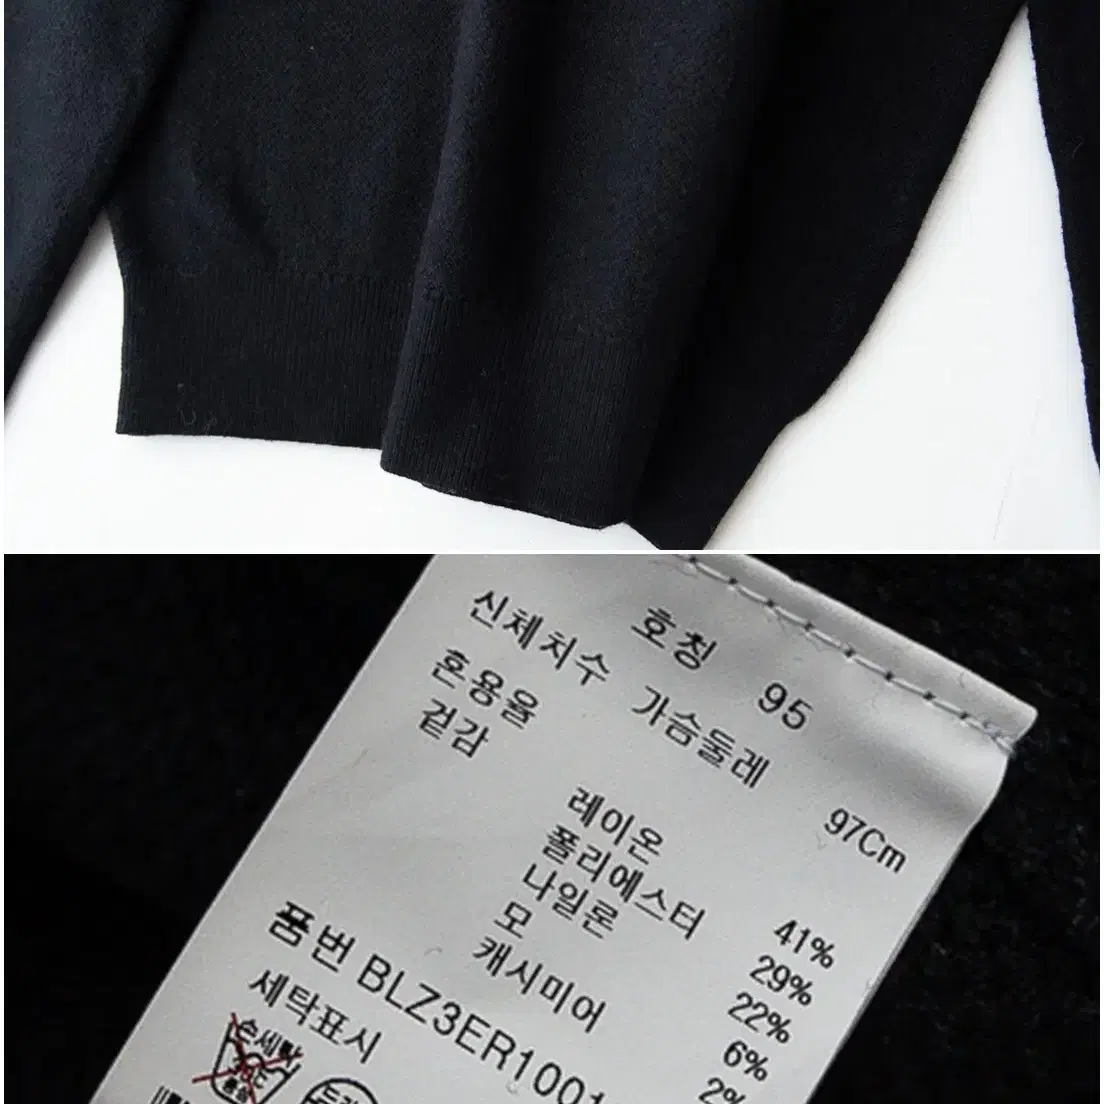 호칭 95
신체치수 가슴둘레 97Cm
혼용율
겉감
레이온 41%
폴리에스터 29%
나일론 22%
모 6%
캐시미어 2%
품번 BLZ3ER1001
세탁표시
손세탁